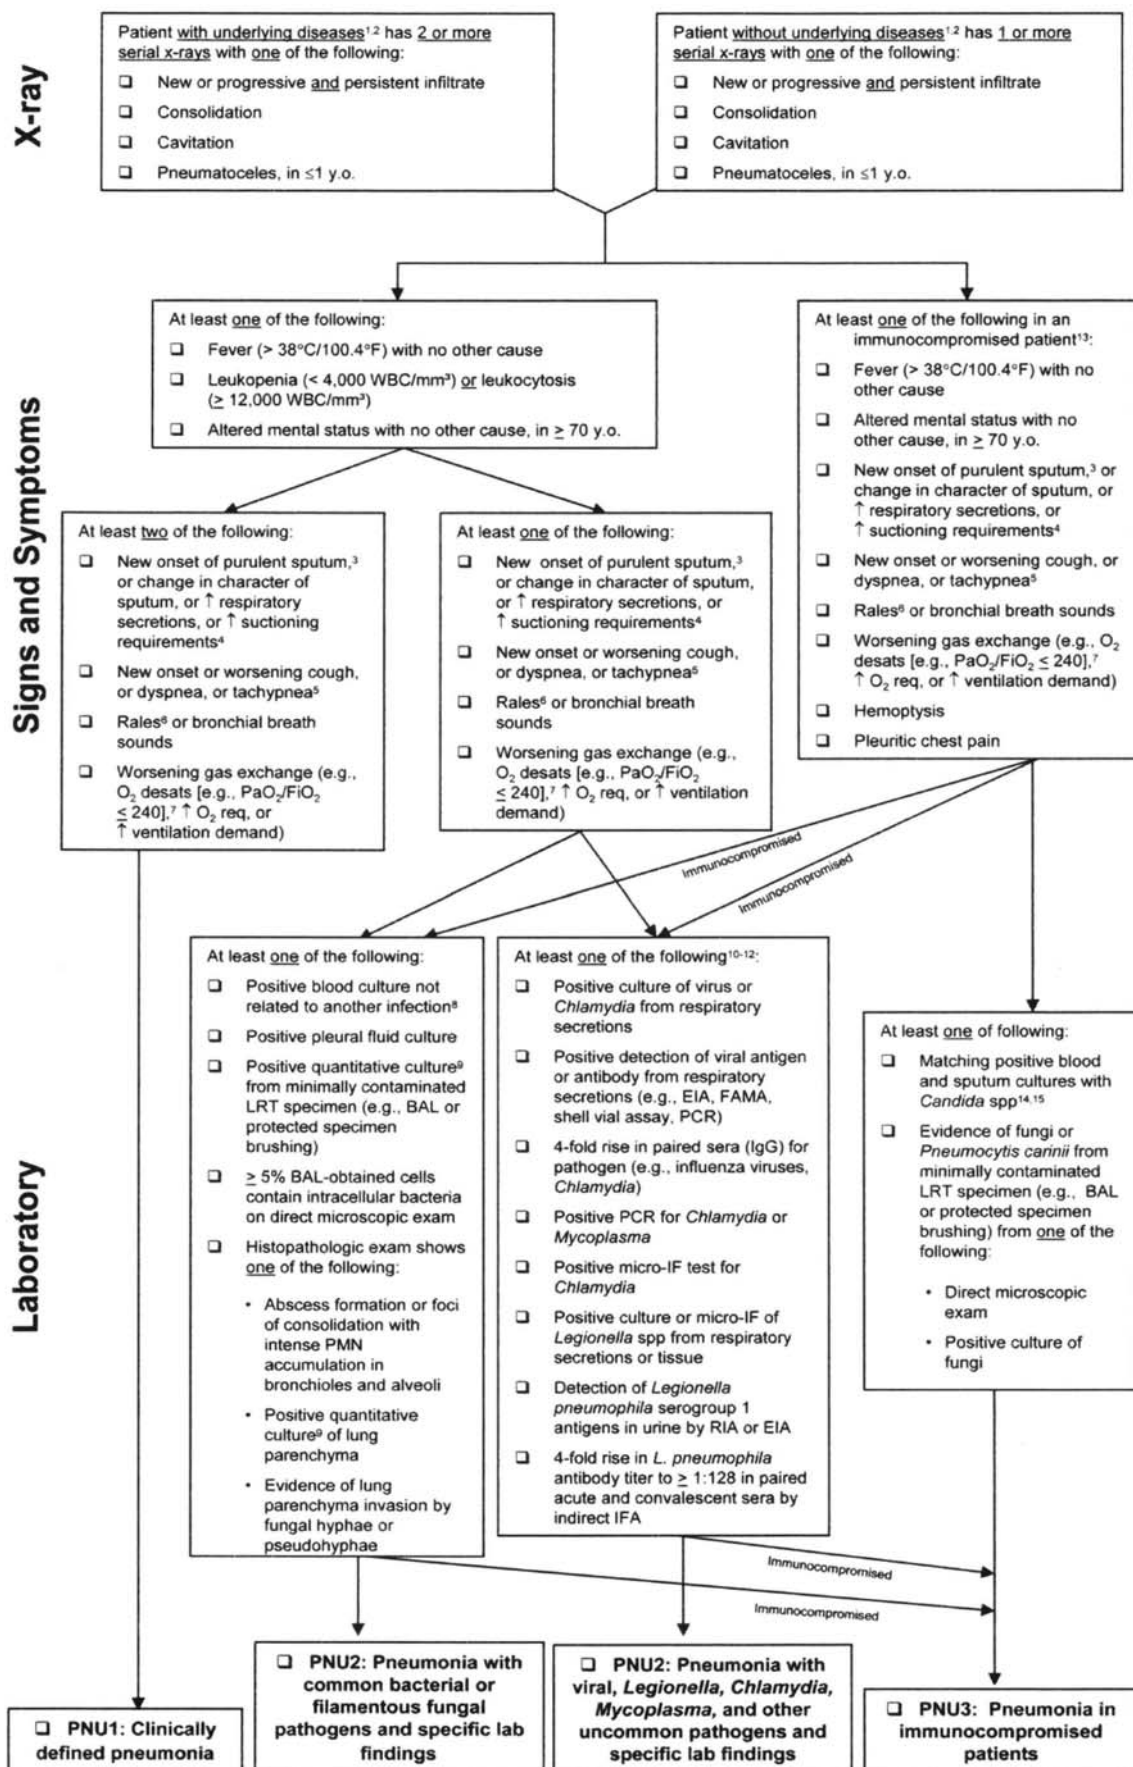 X-ray
Patient with underlying diseases¹,² has 2 or more
serial x-rays with one of the following:
❑ New or progressive and persistent infiltrate
❑ Consolidation
❑ Cavitation
❑ Pneumatoceles, in ≤1 y.o.
Patient without underlying diseases¹,² has 1 or more
serial x-rays with one of the following:
❑ New or progressive and persistent infiltrate
❑ Consolidation
❑ Cavitation
❑ Pneumatoceles, in ≤1 y.o.
Signs and Symptoms
At least one of the following:
❑ Fever (> 38°C/100.4°F) with no other cause
❑ Leukopenia (< 4,000 WBC/mm³) or leukocytosis
(≥ 12,000 WBC/mm³)
❑ Altered mental status with no other cause, in ≥ 70 y.o.
At least one of the following in an
immunocompromised patient¹³:
❑ Fever (> 38°C/100.4°F) with no
other cause
❑ Altered mental status with no
other cause, in ≥ 70 y.o.
❑ New onset of purulent sputum,³ or
change in character of sputum, or
↑ respiratory secretions, or
↑ suctioning requirements⁴
❑ New onset or worsening cough, or
dyspnea, or tachypnea⁵
❑ Rales⁶ or bronchial breath sounds
❑ Worsening gas exchange (e.g., O₂
desats [e.g., PaO₂/FiO₂ ≤ 240],⁷
↑ O₂ req, or ↑ ventilation demand)
❑ Hemoptysis
❑ Pleuritic chest pain
At least two of the following:
❑ New onset of purulent sputum,³
or change in character of
sputum, or ↑ respiratory
secretions, or ↑ suctioning
requirements⁴
❑ New onset or worsening cough,
or dyspnea, or tachypnea⁵
❑ Rales⁶ or bronchial breath
sounds
❑ Worsening gas exchange (e.g.,
O₂ desats [e.g., PaO₂/FiO₂
≤ 240],⁷ ↑ O₂ req, or
↑ ventilation demand)
At least one of the following:
❑ New onset of purulent sputum,³
or change in character of sputum,
or ↑ respiratory secretions, or
↑ suctioning requirements⁴
❑ New onset or worsening cough,
or dyspnea, or tachypnea⁵
❑ Rales⁶ or bronchial breath
sounds
❑ Worsening gas exchange (e.g.,
O₂ desats [e.g., PaO₂/FiO₂
≤ 240],⁷ ↑ O₂ req, or ↑ ventilation
demand)
Immunocompromised
Immunocompromised
Laboratory
At least one of the following:
❑ Positive blood culture not
related to another infection⁸
❑ Positive pleural fluid culture
❑ Positive quantitative culture⁹
from minimally contaminated
LRT specimen (e.g., BAL or
protected specimen
brushing)
❑ ≥ 5% BAL-obtained cells
contain intracellular bacteria
on direct microscopic exam
❑ Histopathologic exam shows
one of the following:
• Abscess formation or foci
of consolidation with
intense PMN
accumulation in
bronchioles and alveoli
• Positive quantitative
culture⁹ of lung
parenchyma
• Evidence of lung
parenchyma invasion by
fungal hyphae or
pseudohyphae
At least one of the following¹⁰⁻¹²:
❑ Positive culture of virus or
Chlamydia from respiratory
secretions
❑ Positive detection of viral antigen
or antibody from respiratory
secretions (e.g., EIA, FAMA,
shell vial assay, PCR)
❑ 4-fold rise in paired sera (IgG) for
pathogen (e.g., influenza viruses,
Chlamydia)
❑ Positive PCR for Chlamydia or
Mycoplasma
❑ Positive micro-IF test for
Chlamydia
❑ Positive culture or micro-IF of
Legionella spp from respiratory
secretions or tissue
❑ Detection of Legionella
pneumophila serogroup 1
antigens in urine by RIA or EIA
❑ 4-fold rise in L. pneumophila
antibody titer to ≥ 1:128 in paired
acute and convalescent sera by
indirect IFA
At least one of following:
❑ Matching positive blood
and sputum cultures with
Candida spp¹⁴,¹⁵
❑ Evidence of fungi or
Pneumocytis carinii from
minimally contaminated
LRT specimen (e.g., BAL
or protected specimen
brushing) from one of the
following:
• Direct microscopic
exam
• Positive culture of
fungi
Immunocompromised
Immunocompromised
❑ PNU1: Clinically
defined pneumonia
❑ PNU2: Pneumonia with
common bacterial or
filamentous fungal
pathogens and specific lab
findings
❑ PNU2: Pneumonia with
viral, Legionella, Chlamydia,
Mycoplasma, and other
uncommon pathogens and
specific lab findings
❑ PNU3: Pneumonia in
immunocompromised
patients